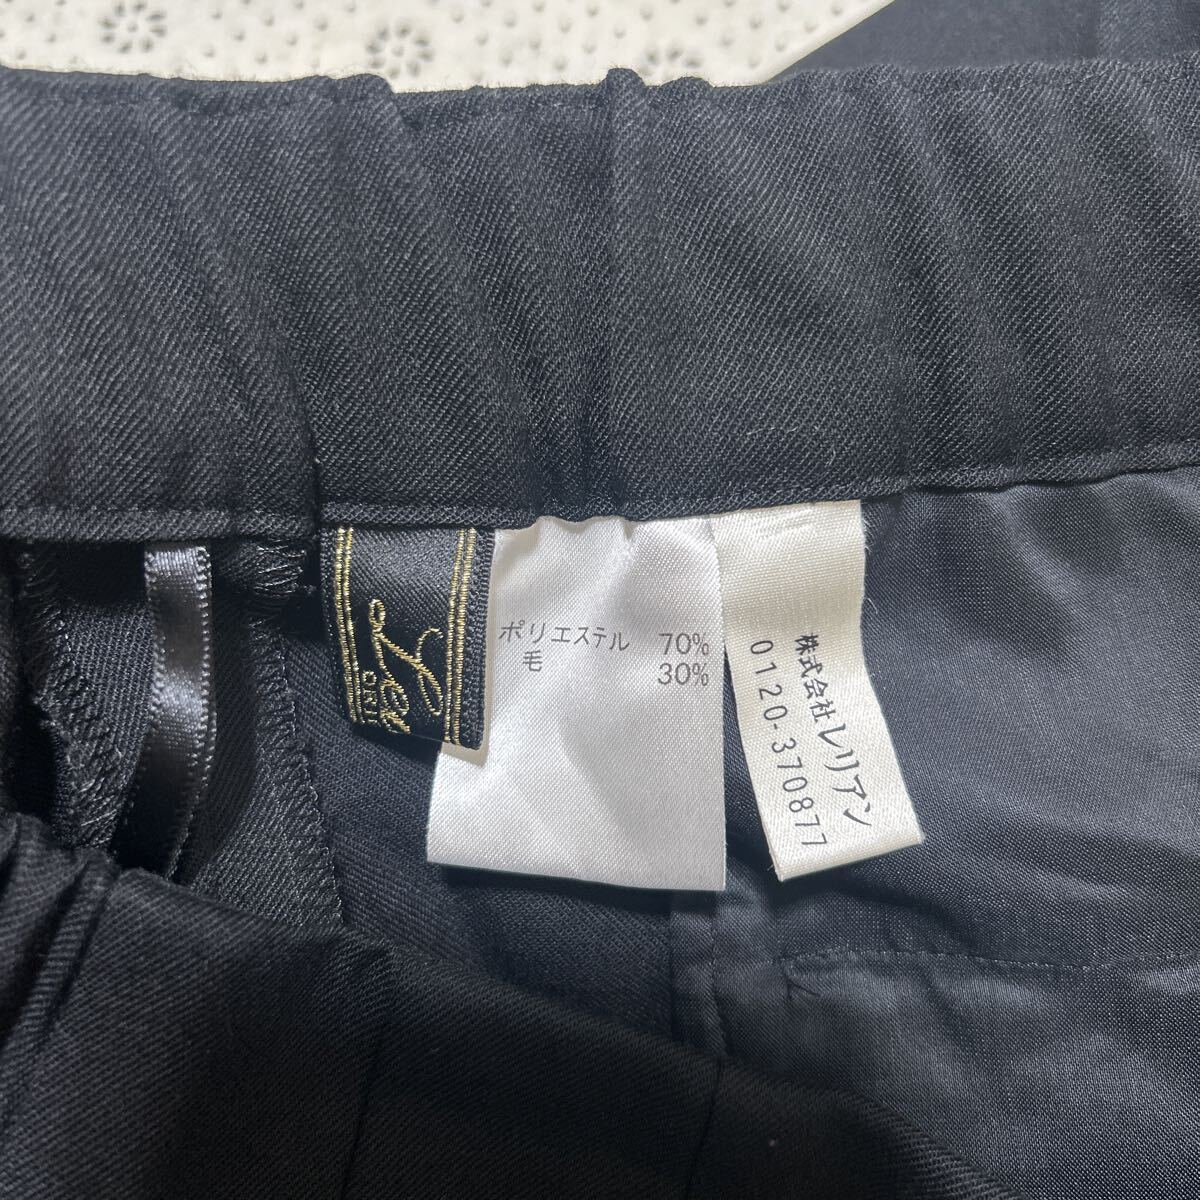 ポリエステル 70%
毛 30%
株式会社レリアン
0120-370877